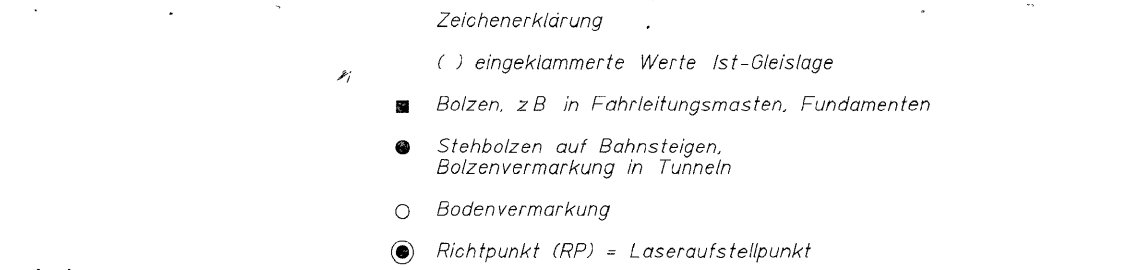 Zeichenerklärung
( ) eingeklammerte Werte Ist-Gleislage
Bolzen, zB in Fahrleitungsmasten, Fundamenten
Stehbolzen auf Bahnsteigen,
Bolzenvermarkung in Tunneln
Bodenvermarkung
Richtpunkt (RP) = Laseraufstellpunkt